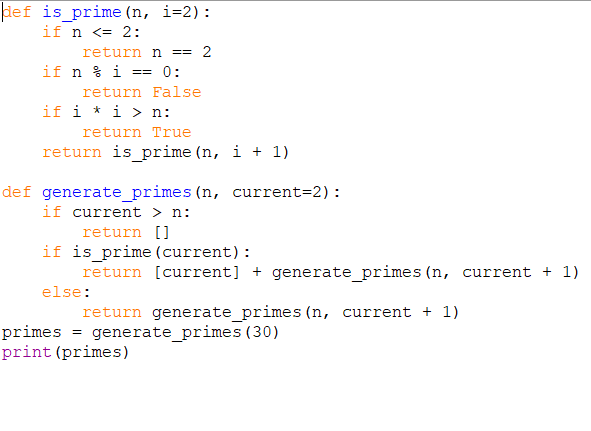 def is_prime(n, i=2):
    if n <= 2:
        return n == 2
    if n % i == 0:
        return False
    if i * i > n:
        return True
    return is_prime(n, i + 1)

def generate_primes(n, current=2):
    if current > n:
        return []
    if is_prime(current):
        return [current] + generate_primes(n, current + 1)
    else:
        return generate_primes(n, current + 1)
primes = generate_primes(30)
print(primes)